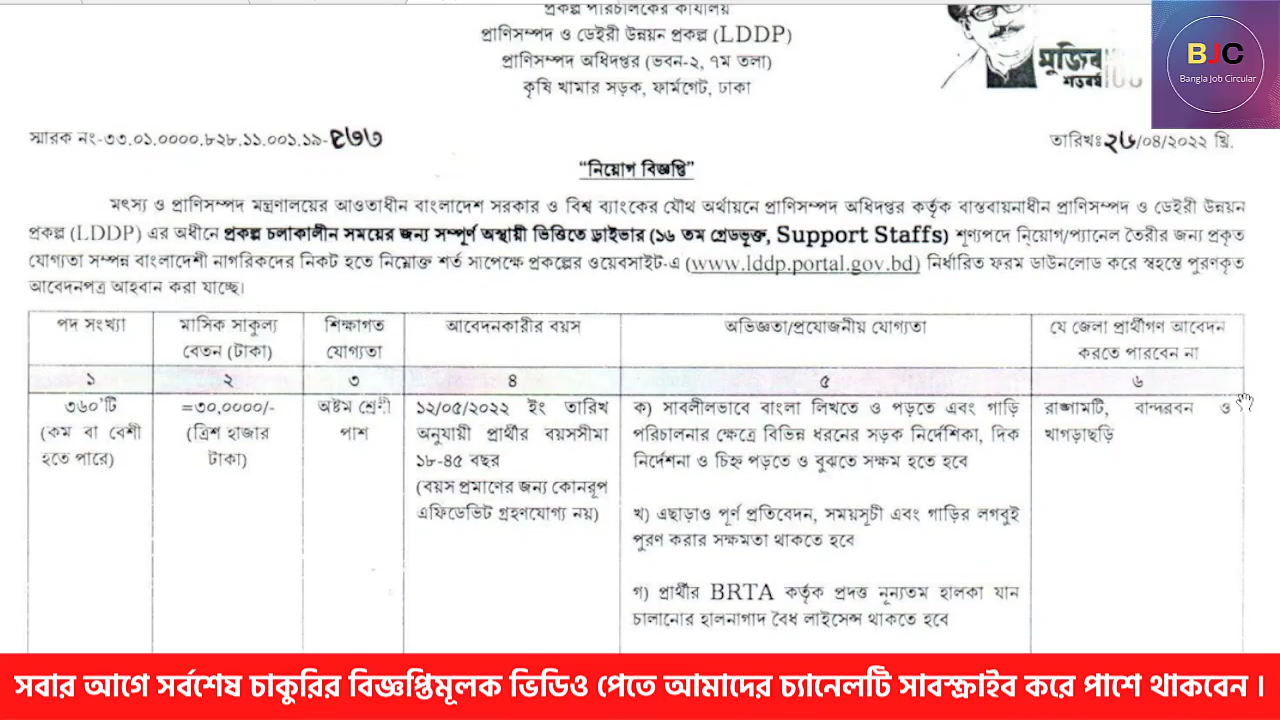 প্রকল্প পরিচালকের কার্যালয়
প্রাণিসম্পদ ও ডেইরী উন্নয়ন প্রকল্প (LDDP)
প্রাণিসম্পদ অধিদপ্তর (ভবন-২, ৭ম তলা)
কৃষি খামার সড়ক, ফার্মগেট, ঢাকা
মুজিব
শতবর্ষ 100
BJC
Bangla Job Circular
স্মারক নং-৩৩.০১.০০০০.৮২৮.১১.০০১.১৯-২৭৩
তারিখঃ২৬/০৪/২০২২ খ্রি.
“নিয়োগ বিজ্ঞপ্তি”
মৎস্য ও প্রাণিসম্পদ মন্ত্রণালয়ের আওতাধীন বাংলাদেশ সরকার ও বিশ্ব ব্যাংকের যৌথ অর্থায়নে প্রাণিসম্পদ অধিদপ্তর কর্তৃক বাস্তবায়নাধীন প্রাণিসম্পদ ও ডেইরী উন্নয়ন
প্রকল্প (LDDP) এর অধীনে প্রকল্প চলাকালীন সময়ের জন্য সম্পূর্ণ অস্থায়ী ভিত্তিতে ড্রাইভার (১৬ তম গ্রেডভূক্ত, Support Staffs) শূণ্যপদে নিয়োগ/প্যানেল তৈরীর জন্য প্রকৃত
যোগ্যতা সম্পন্ন বাংলাদেশী নাগরিকদের নিকট হতে নিম্নোক্ত শর্ত সাপেক্ষে প্রকল্পের ওয়েবসাইট-এ (www.lddp.portal.gov.bd) নির্ধারিত ফরম ডাউনলোড করে স্বহস্তে পুরণকৃত
আবেদনপত্র আহবান করা যাচ্ছে।
পদ সংখ্যা
মাসিক সাকুল্য
বেতন (টাকা)
শিক্ষাগত
যোগ্যতা
আবেদনকারীর বয়স
অভিজ্ঞতা/প্রযোজনীয় যোগ্যতা
যে জেলা প্রার্থীগণ আবেদন
করতে পারবেন না
১ ২ ৩ ৪ ৫ ৬
৩৬০'টি
(কম বা বেশী
হতে পারে)
=৩০,০০০০/-
(ত্রিশ হাজার
টাকা)
অষ্টম শ্রেণী
পাশ
১২/০৫/২০২২ ইং তারিখ
অনুযায়ী প্রার্থীর বয়সসীমা
১৮-৪৫ বছর
(বয়স প্রমাণের জন্য কোনরূপ
এফিডেভিট গ্রহণযোগ্য নয়)
ক) সাবলীলভাবে বাংলা লিখতে ও পড়তে এবং গাড়ি
পরিচালনার ক্ষেত্রে বিভিন্ন ধরনের সড়ক নির্দেশিকা, দিক
নির্দেশনা ও চিহ্ন পড়তে ও বুঝতে সক্ষম হতে হবে
খ) এছাড়াও পূর্ণ প্রতিবেদন, সময়সূচী এবং গাড়ির লগবুই
পুরণ করার সক্ষমতা থাকতে হবে
গ) প্রার্থীর BRTA কর্তৃক প্রদত্ত নূন্যতম হালকা যান
চালানোর হালনাগাদ বৈধ লাইসেন্স থাকতে হবে
রাঙ্গামটি, বান্দরবন ও
খাগড়াছড়ি
সবার আগে সর্বশেষ চাকুরির বিজ্ঞপ্তিমূলক ভিডিও পেতে আমাদের চ্যানেলটি সাবস্ক্রাইব করে পাশে থাকবেন ।